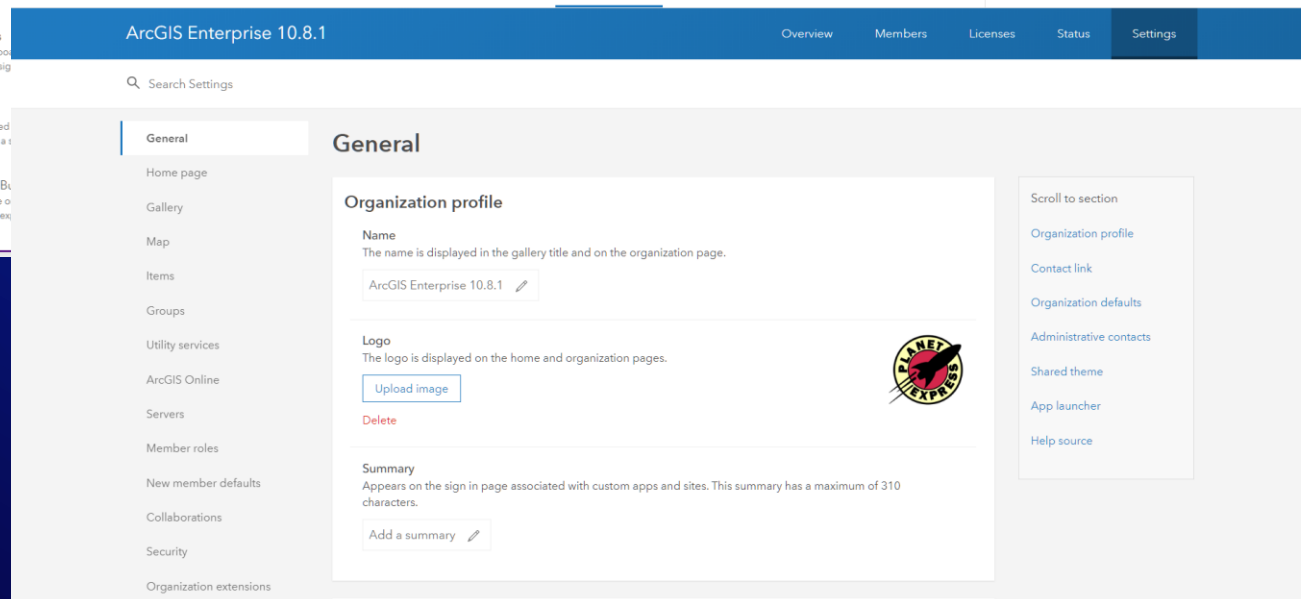 ArcGIS Enterprise 10.8.1
Overview
Members
Licenses
Status
Settings
Search Settings
General
Home page
Gallery
Map
Items
Groups
Utility services
ArcGIS Online
Servers
Member roles
New member defaults
Collaborations
Security
Organization extensions
General
Organization profile
Name
The name is displayed in the gallery title and on the organization page.
ArcGIS Enterprise 10.8.1
Logo
The logo is displayed on the home and organization pages.
Upload image
Delete
PLANET
EXPRESS
Summary
Appears on the sign in page associated with custom apps and sites. This summary has a maximum of 310
characters.
Add a summary
Scroll to section
Organization profile
Contact link
Organization defaults
Administrative contacts
Shared theme
App launcher
Help source